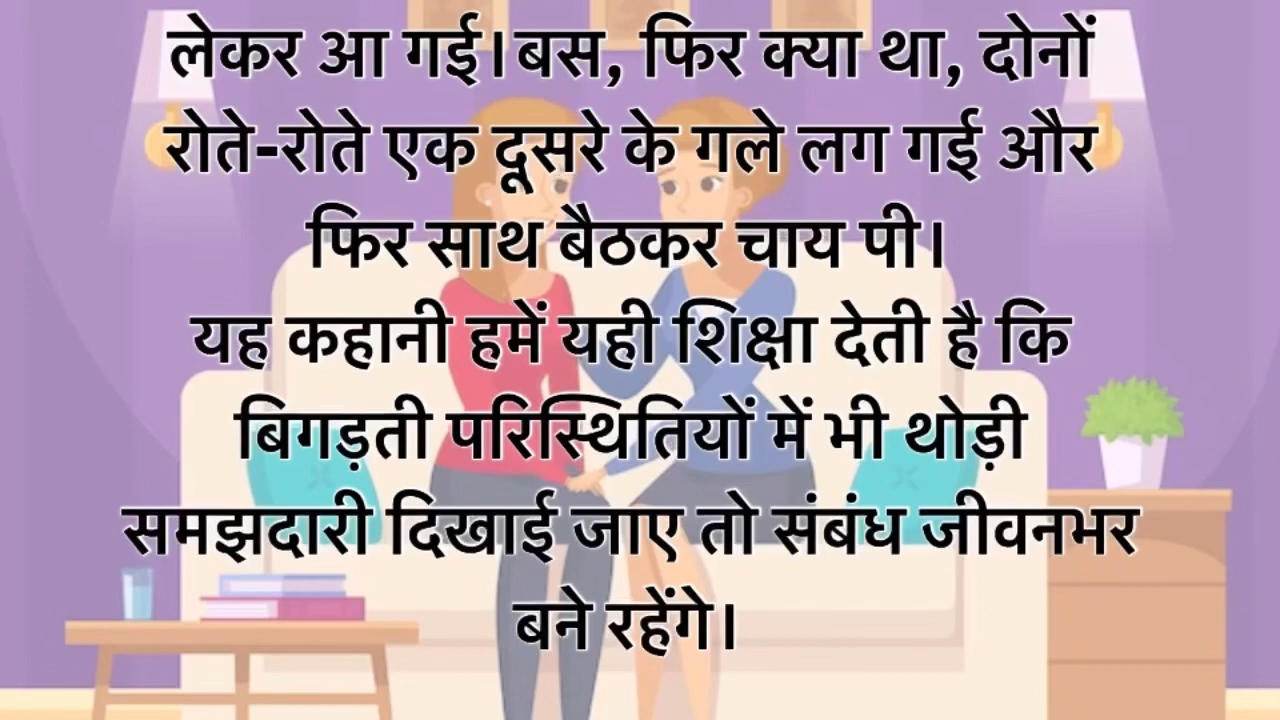 लेकर आ गई।बस, फिर क्या था, दोनों
रोते-रोते एक दूसरे के गले लग गई और
फिर साथ बैठकर चाय पी।
यह कहानी हमें यही शिक्षा देती है कि
बिगड़ती परिस्थितियों में भी थोड़ी
समझदारी दिखाई जाए तो संबंध जीवनभर
बने रहेंगे।